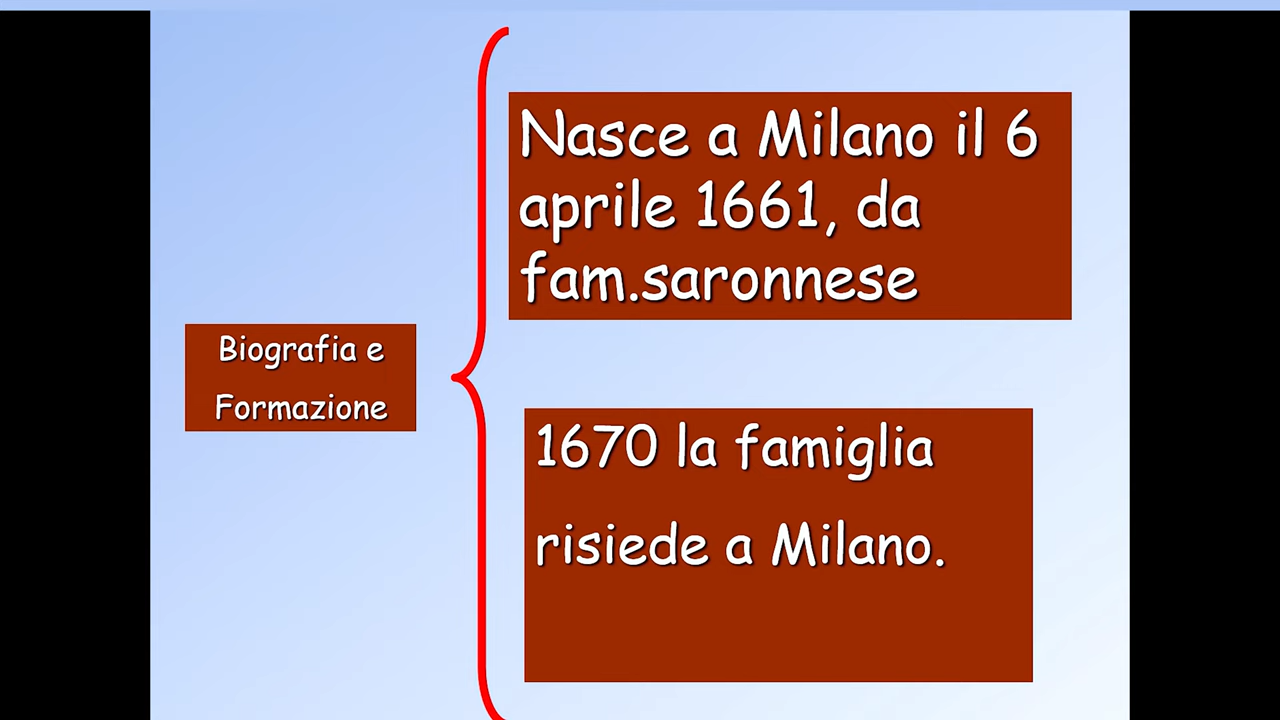 Biografia e
Formazione
Nasce a Milano il 6
aprile 1661, da
fam.saronnese
1670 la famiglia
risiede a Milano.